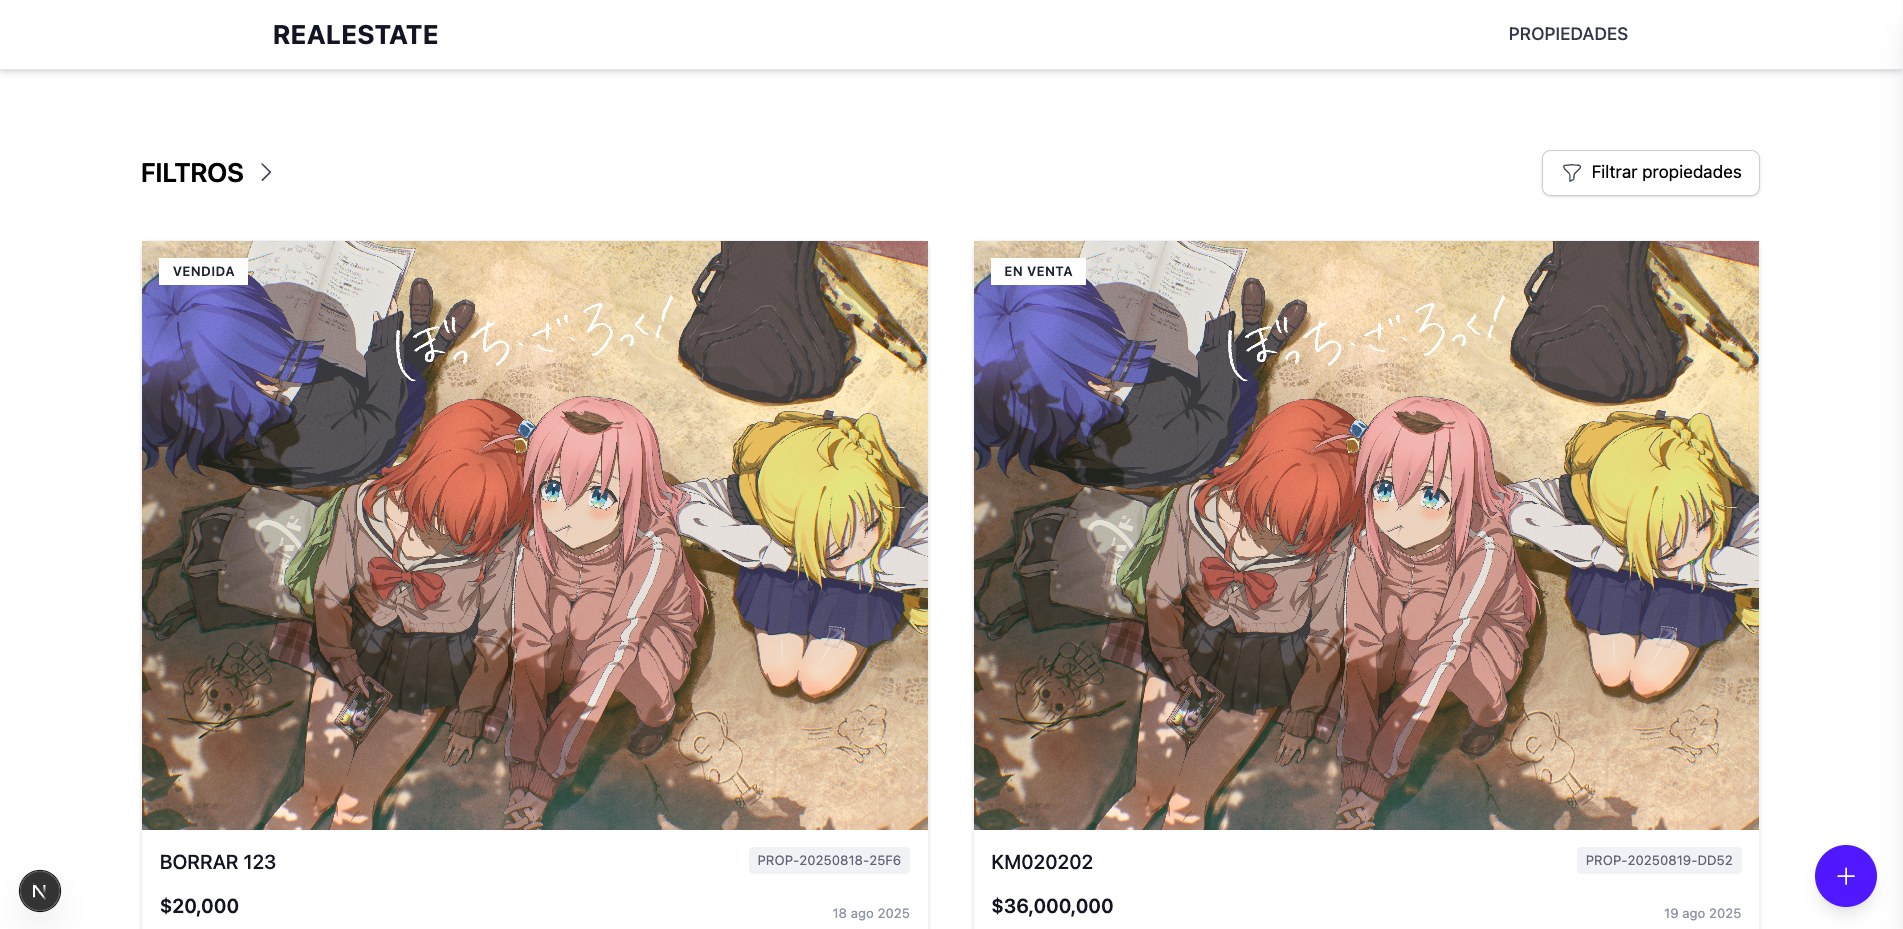 REALESTATE
PROPIEDADES
FILTROS
Filtrar propiedades
VENDIDA
ぼっち・ざ・ろっく!
EN VENTA
ぼっち・ざ・ろっく!
BORRAR 123
PROP-20250818-25F6
$20,000
18 ago 2025
KM020202
PROP-20250819-DD52
$36,000,000
19 ago 2025
N